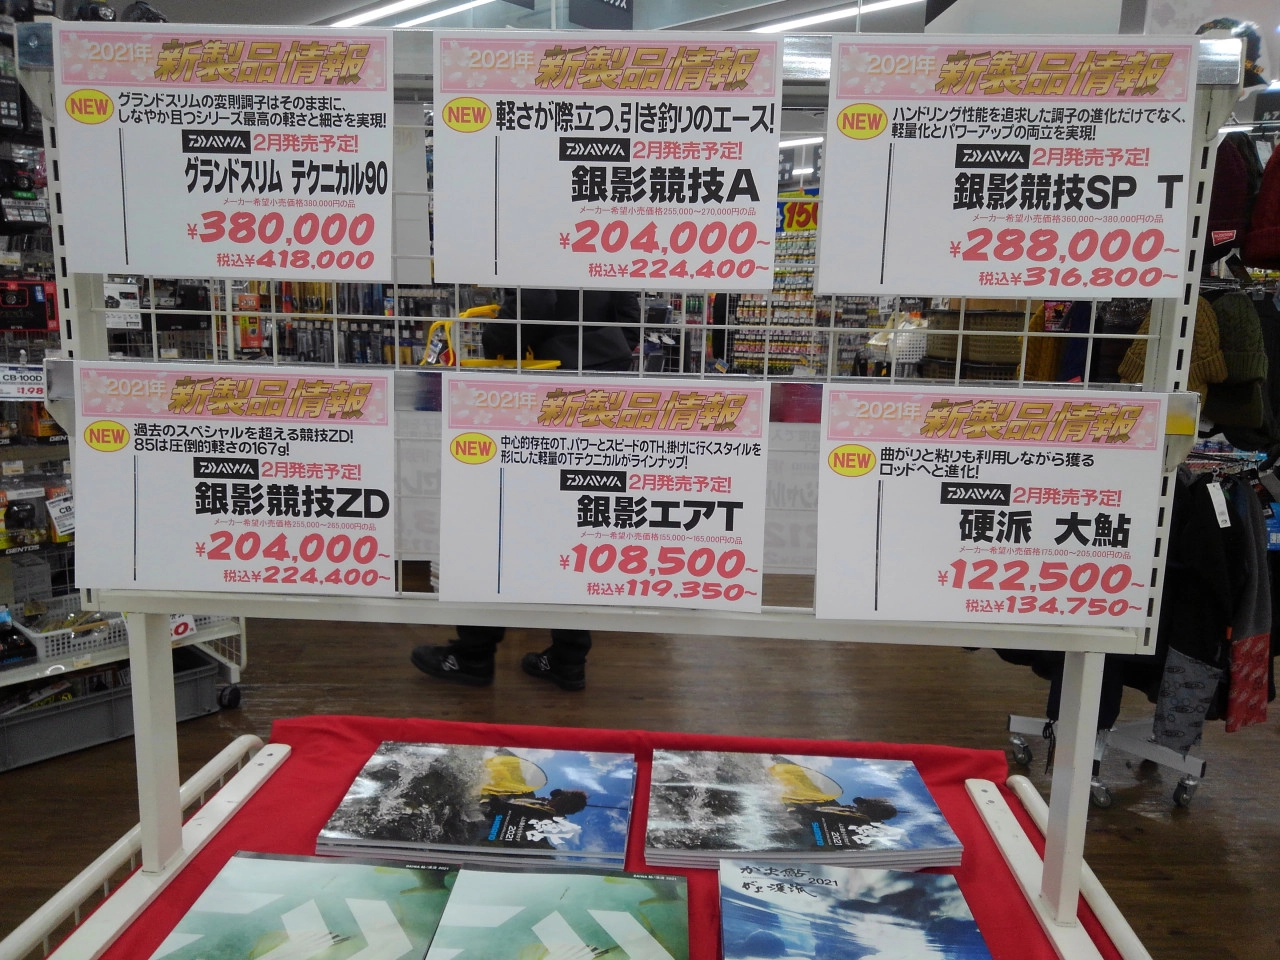 2021年 新製品情報
NEW
グランドスリムの変則調子はそのままに、
しなやか且つシリーズ最高の軽さと細さを実現!
DAIWA 2月発売予定!
グランドスリム テクニカル90
メーカー希望小売価格380,000円の品
¥380,000
税込¥418,000
2021年 新製品情報
NEW
軽さが際立つ、引き釣りのエース!
DAIWA 2月発売予定!
銀影競技A
メーカー希望小売価格255,000〜270,000円の品
¥204,000〜
税込¥224,400〜
2021年 新製品情報
NEW
ハンドリング性能を追求した調子の進化だけでなく、
軽量化とパワーアップの両立を実現!
DAIWA 2月発売予定!
銀影競技SP T
メーカー希望小売価格360,000〜380,000円の品
¥288,000〜
税込¥316,800〜
2021年 新製品情報
NEW
過去のスペシャルを超える競技ZD!
85は圧倒的軽さの167g!
DAIWA 2月発売予定!
銀影競技ZD
メーカー希望小売価格255,000〜265,000円の品
¥204,000〜
税込¥224,400〜
2021年 新製品情報
NEW
中心的存在のT、パワーとスピードのTH、掛けに行くスタイルを
形にした軽量のTテクニカルがラインナップ!
DAIWA 2月発売予定!
銀影エアT
メーカー希望小売価格155,000〜165,000円の品
¥108,500〜
税込¥119,350〜
2021年 新製品情報
NEW
曲がりと粘りも利用しながら獲る
ロッドへと進化!
DAIWA 2月発売予定!
硬派 大鮎
メーカー希望小売価格175,000〜205,000円の品
¥122,500〜
税込¥134,750〜
CB-100D
GENTOS
2021
SHIMANO
2021
SHIMANO
がま鮎
2021
がま渓流